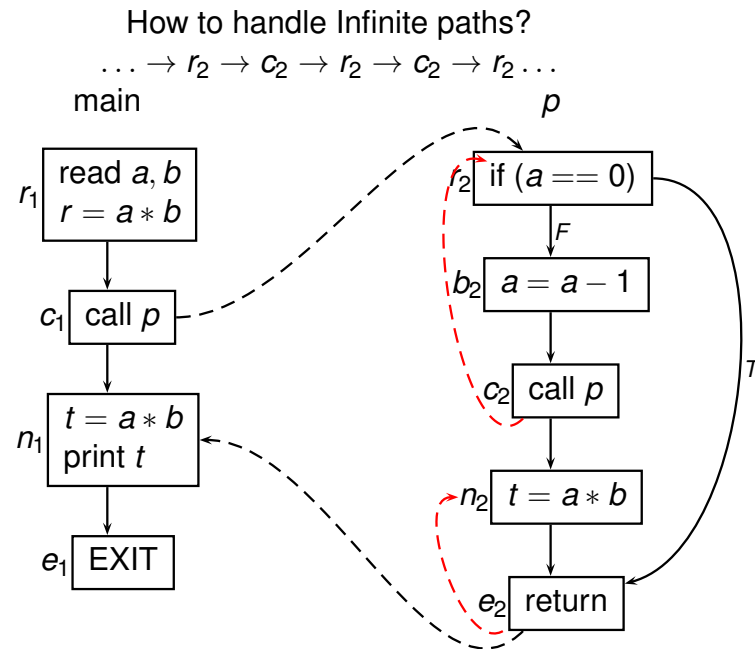 How to handle Infinite paths?
… → r₂ → c₂ → r₂ → c₂ → r₂ …
main
p
r₁
read a, b
r = a ∗ b
c₁
call p
n₁
t = a ∗ b
print t
e₁
EXIT
r₂
if (a == 0)
F
b₂
a = a − 1
T
c₂
call p
n₂
t = a ∗ b
e₂
return